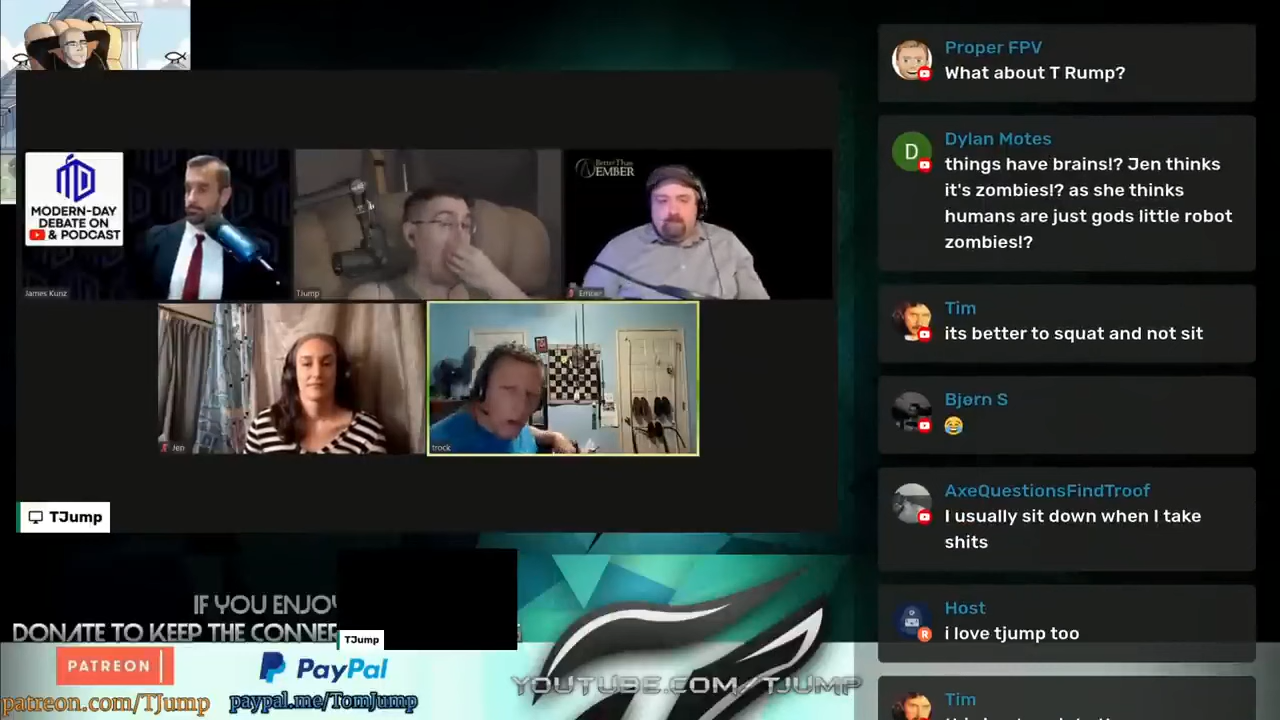 Proper FPV
What about T Rump?
Dylan Motes
things have brains!? Jen thinks
it's zombies!? as she thinks
humans are just gods little robot
zombies!?
Tim
its better to squat and not sit
Bjørn S
😂
AxeQuestionsFindTroof
I usually sit down when I take
shits
Host
i love tjump too
Tim
MODERN-DAY
DEBATE ON
& PODCAST
James Kunz
TJump
Better Than
EMBER
Ember
Jen
trock
TJump
IF YOU ENJOY
DONATE TO KEEP THE CONVER
TJump
PATREON
PayPal
patreon.com/TJump
paypal.me/TomJump
YOUTUBE.COM/TJUMP